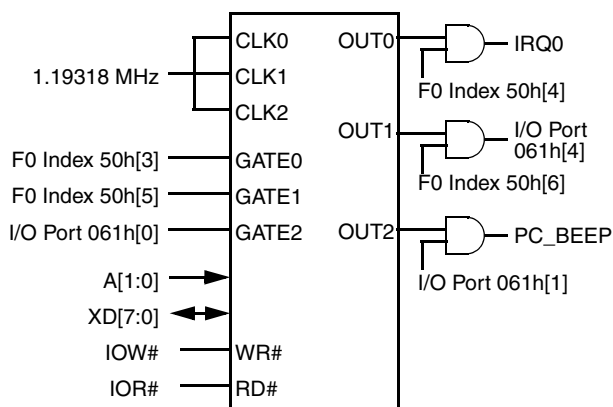 CLK0 OUT0 IRQ0
1.19318 MHz CLK1
F0 Index 50h[4]
CLK2
OUT1 I/O Port
061h[4]
F0 Index 50h[3] GATE0
F0 Index 50h[6]
F0 Index 50h[5] GATE1
I/O Port 061h[0] GATE2 OUT2 PC_BEEP
A[1:0] I/O Port 061h[1]
XD[7:0]
IOW# WR#
IOR# RD#